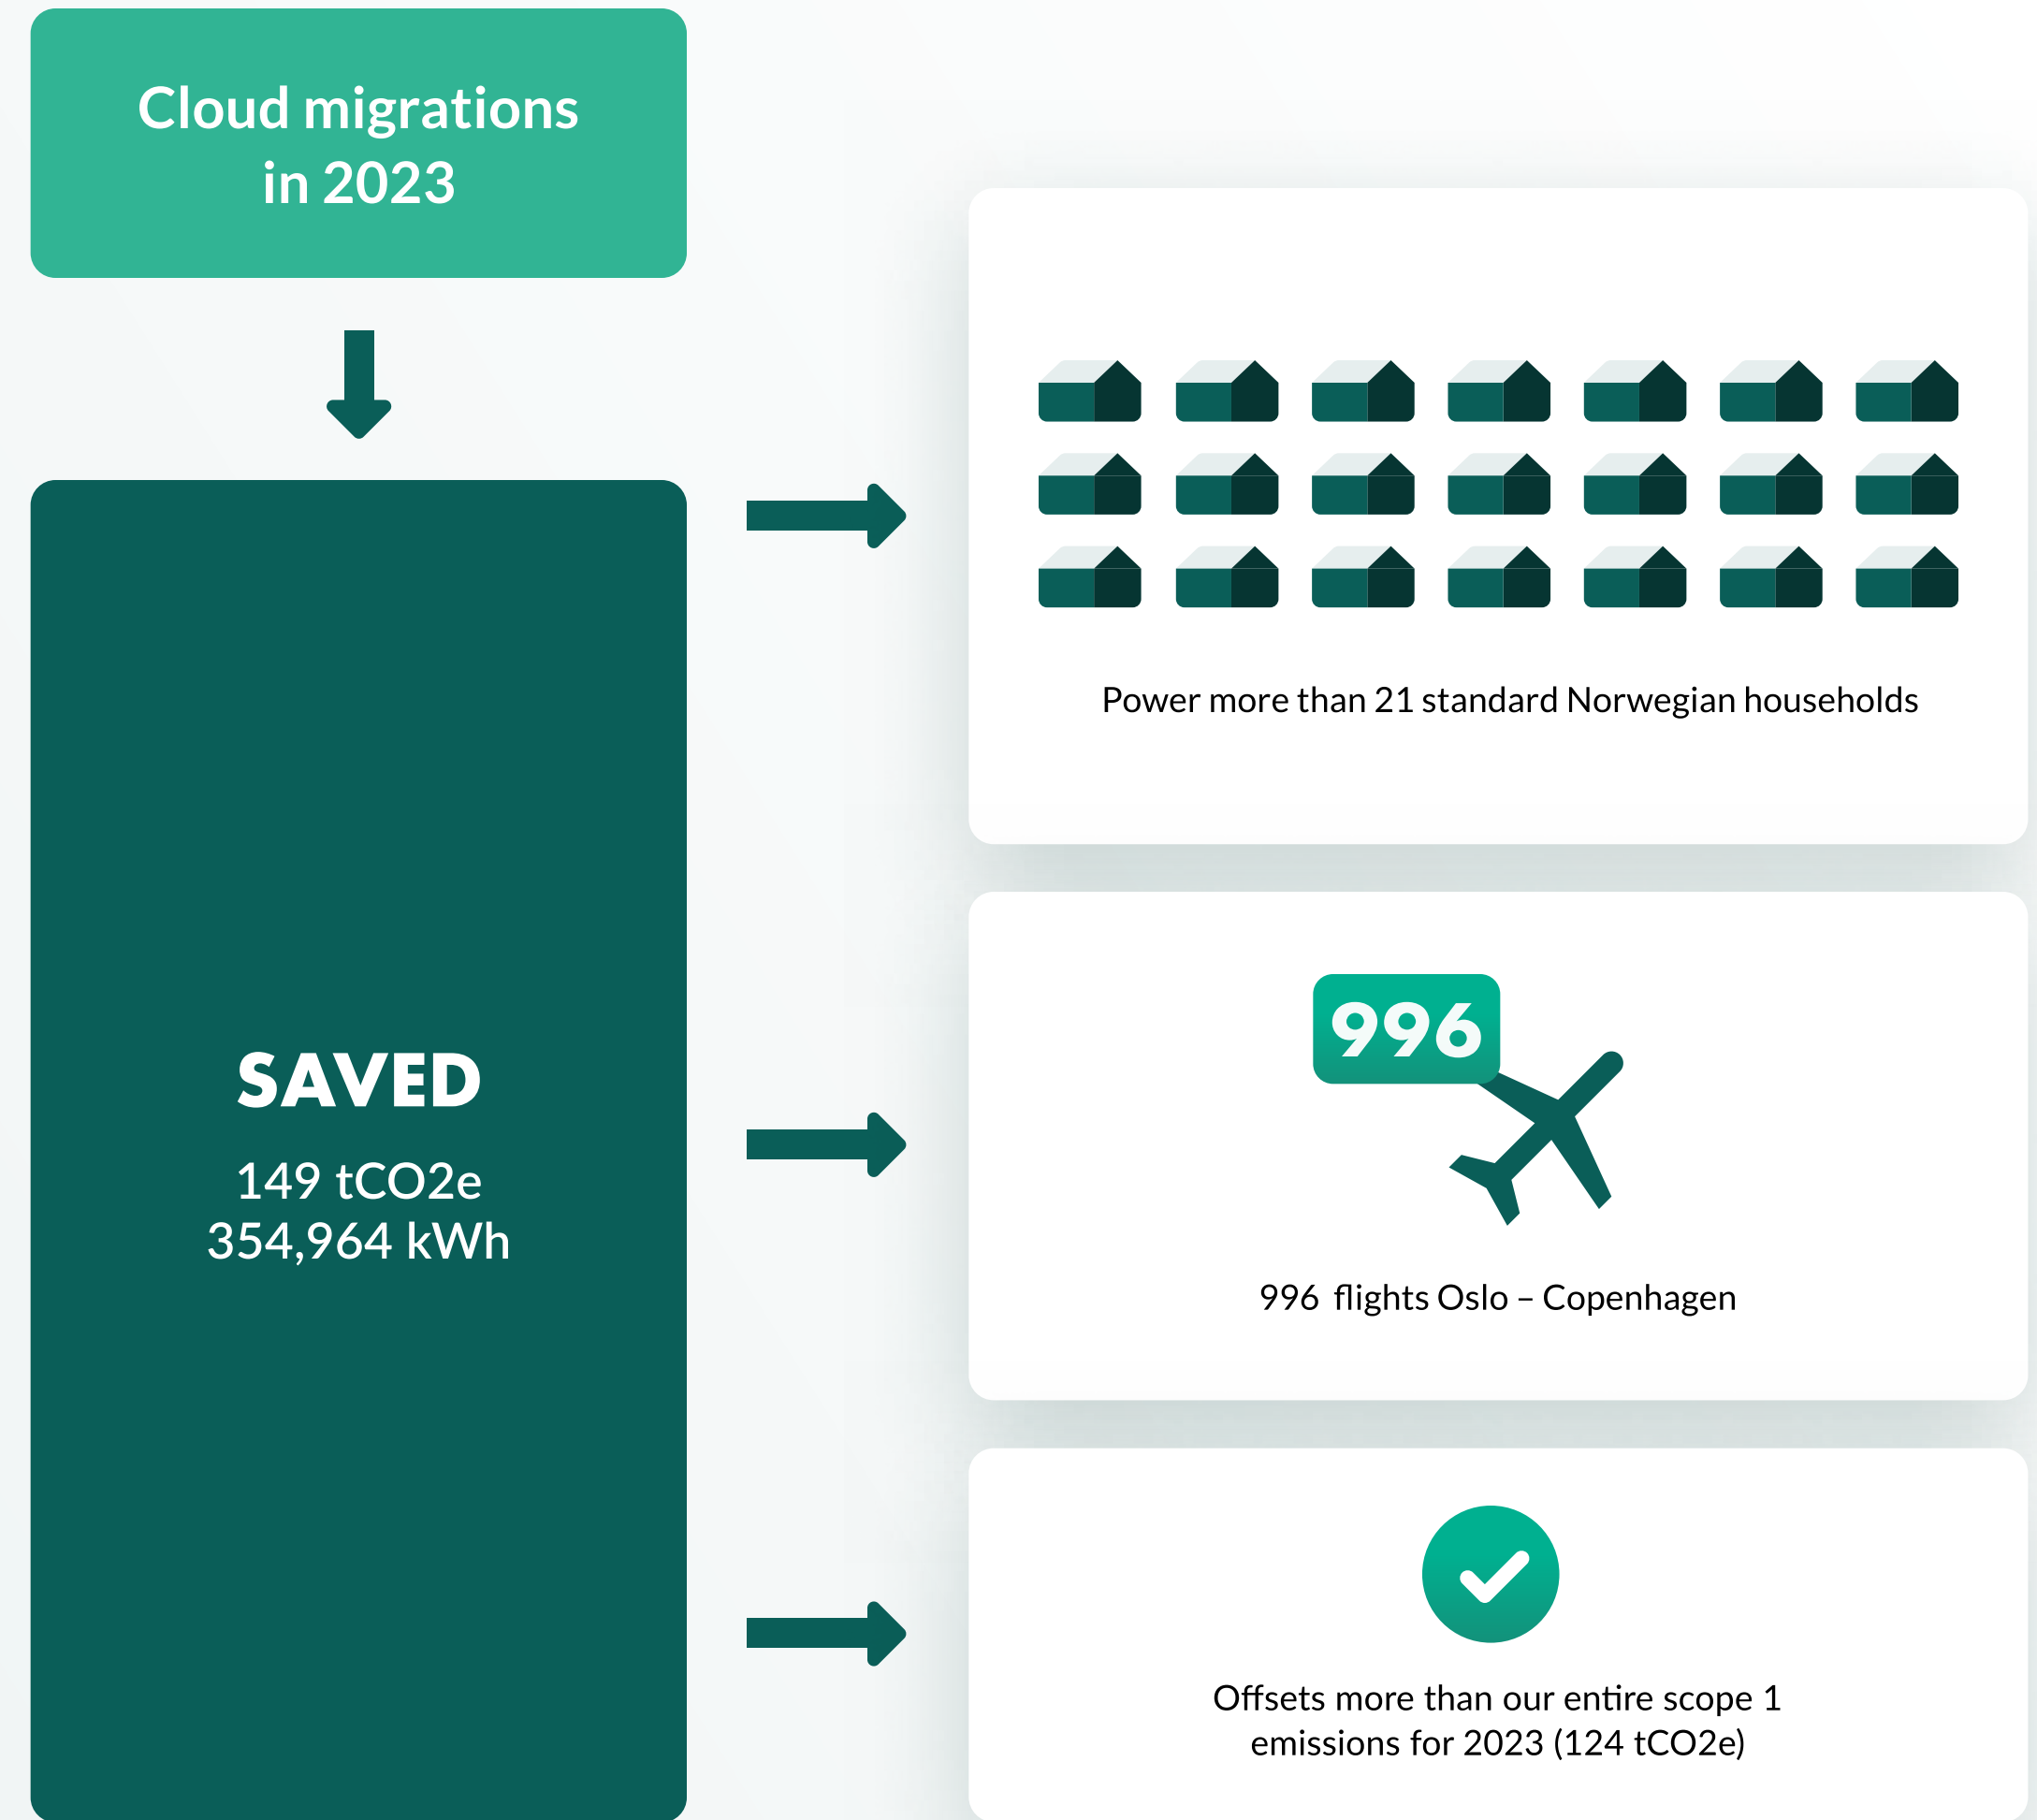 Cloud migrations
in 2023
SAVED
149 tCO2e
354,964 kWh
Power more than 21 standard Norwegian households
996
996 flights Oslo – Copenhagen
Offsets more than our entire scope 1
emissions for 2023 (124 tCO2e)